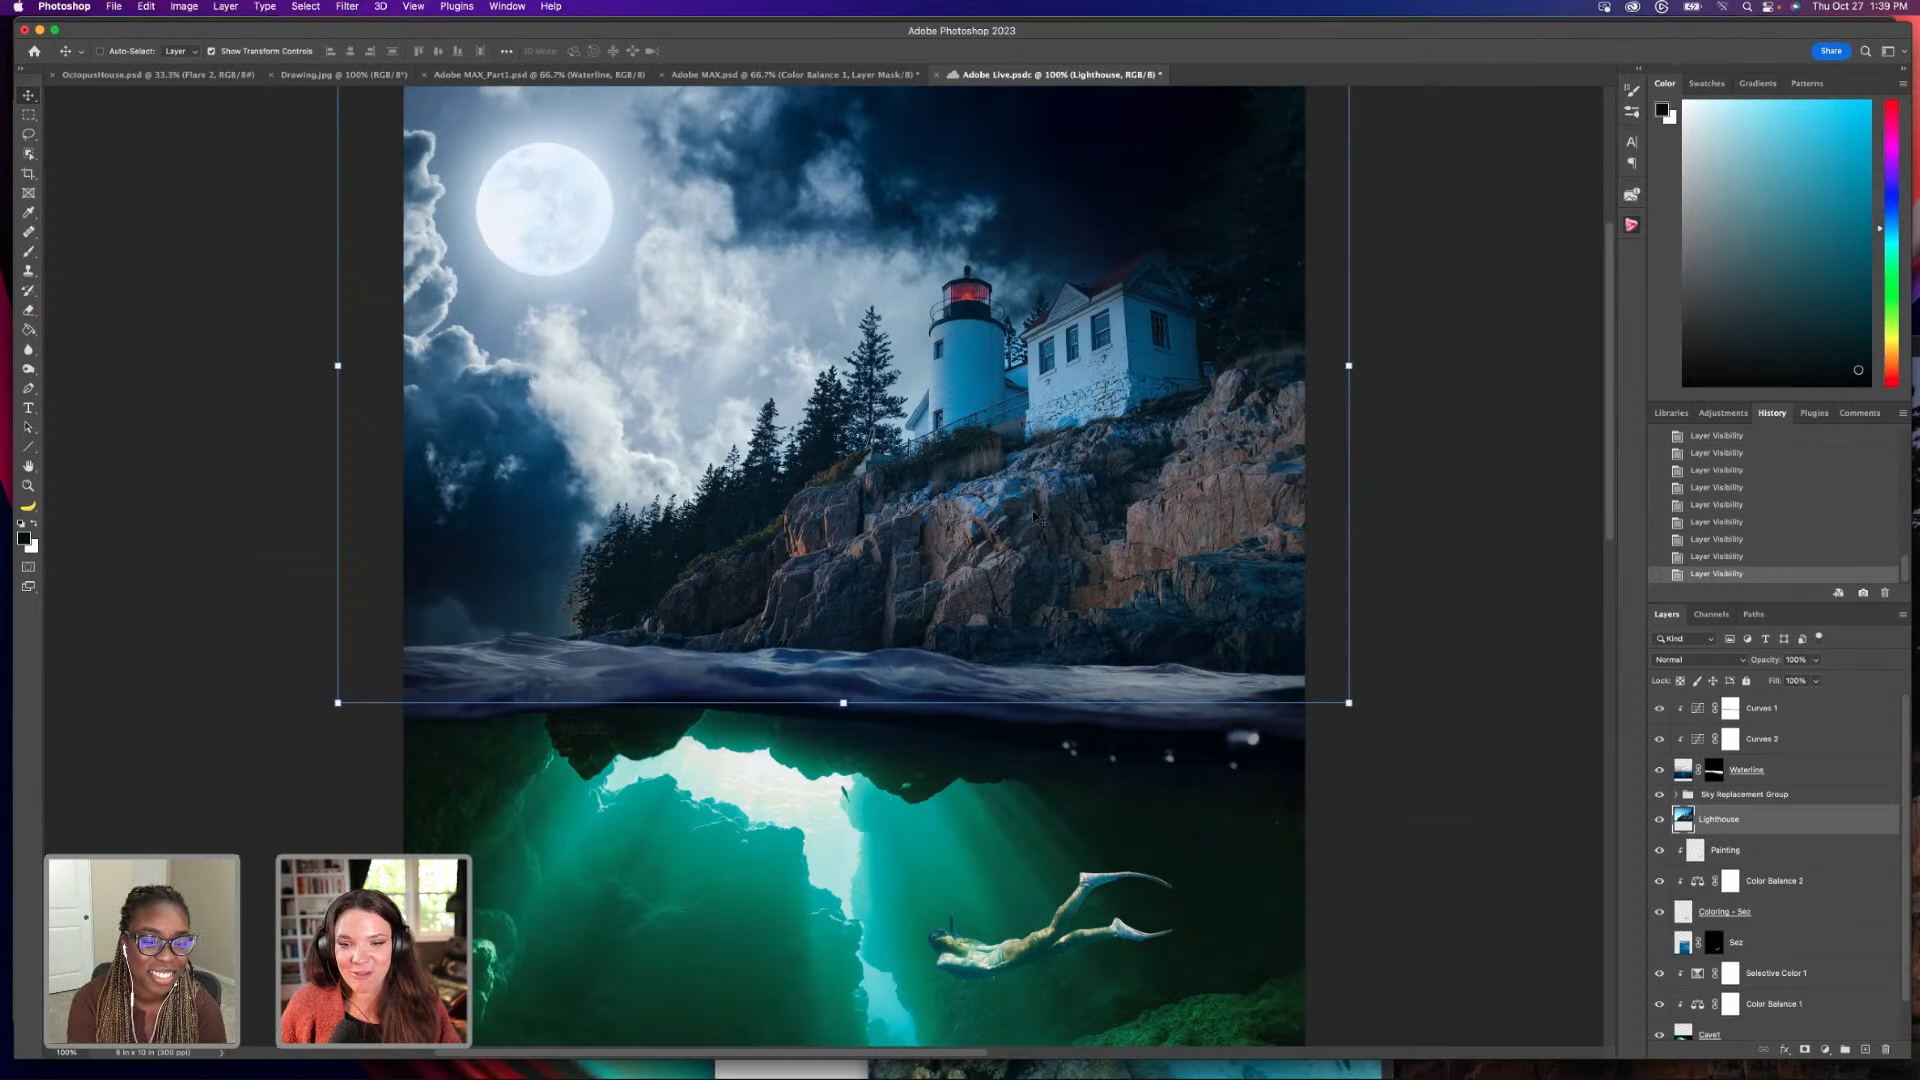 Photoshop File Edit Image Layer Type Select Filter 3D View Plugins Window Help Thu Oct 27 1:39 PM
Adobe Photoshop 2023
Auto-Select: Layer Show Transform Controls ••• 3D Mode: Share
OctopusHouse.psd @ 33.3% (Flare 2, RGB/8#) Drawing.jpg @ 100% (RGB/8*) Adobe MAX_Part1.psd @ 66.7% (Waterline, RGB/8) Adobe MAX.psd @ 66.7% (Color Balance 1, Layer Mask/8) * Adobe Live.psdc @ 100% (Lighthouse, RGB/8) *
Color Swatches Gradients Patterns
Libraries Adjustments History Plugins Comments
Layer Visibility
Layer Visibility
Layer Visibility
Layer Visibility
Layer Visibility
Layer Visibility
Layer Visibility
Layer Visibility
Layer Visibility
Layers Channels Paths
Kind
Normal Opacity: 100%
Lock: Fill: 100%
Curves 1
Curves 2
Waterline
Sky Replacement Group
Lighthouse
Painting
Color Balance 2
Coloring - Sez
Sez
Selective Color 1
Color Balance 1
Cavet
100% 8 in x 10 in (300 ppi)
fx